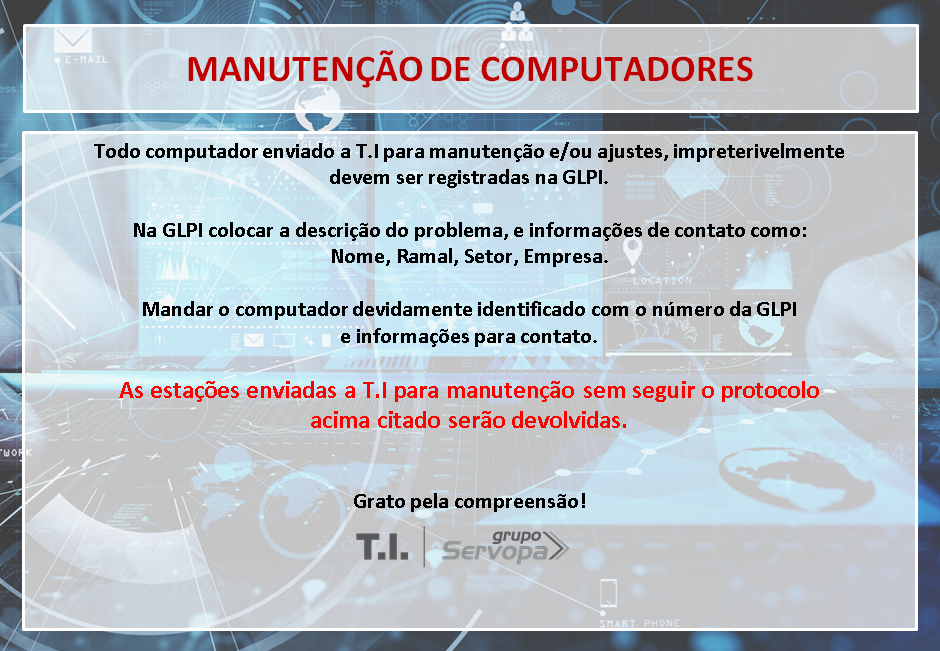 E-MAIL
SOCIAL
MANUTENÇÃO DE COMPUTADORES
Todo computador enviado a T.I para manutenção e/ou ajustes, impreterivelmente
devem ser registradas na GLPI.
Na GLPI colocar a descrição do problema, e informações de contato como:
Nome, Ramal, Setor, Empresa.
LOCATION
Mandar o computador devidamente identificado com o número da GLPI
e informações para contato.
As estações enviadas a T.I para manutenção sem seguir o protocolo
acima citado serão devolvidas.
Grato pela compreensão!
T.I. grupo
Servopa
SMART PHONE